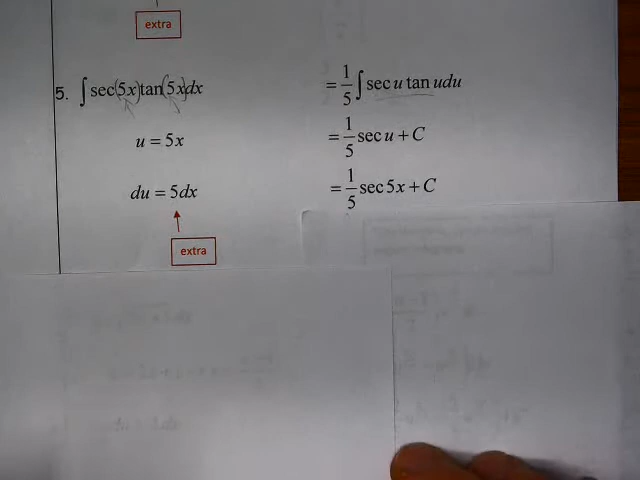 extra
5. ∫ sec(5x)tan(5x)dx
u = 5x
du = 5dx
extra
= 1/5 ∫ sec u tan udu
= 1/5 sec u + C
= 1/5 sec 5x + C